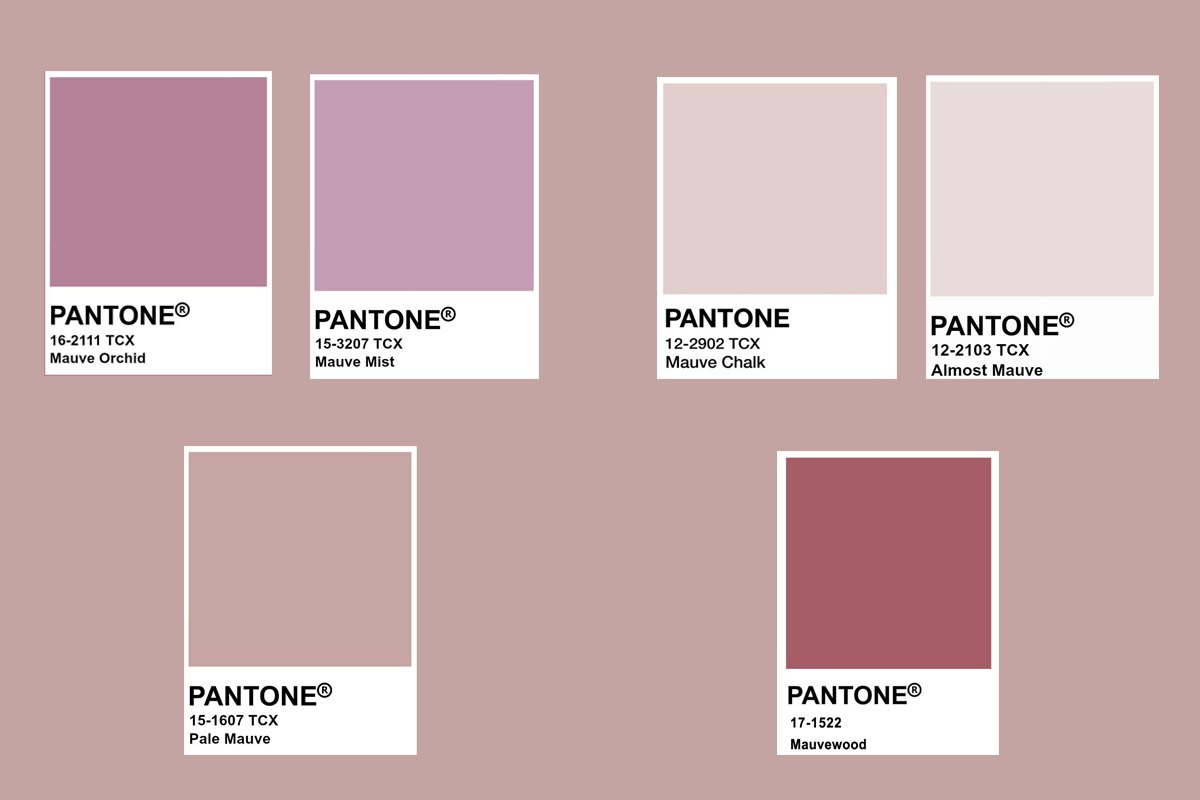 PANTONE®
16-2111 TCX
Mauve Orchid
PANTONE®
15-3207 TCX
Mauve Mist
PANTONE
12-2902 TCX
Mauve Chalk
PANTONE®
12-2103 TCX
Almost Mauve
PANTONE®
15-1607 TCX
Pale Mauve
PANTONE®
17-1522
Mauvewood